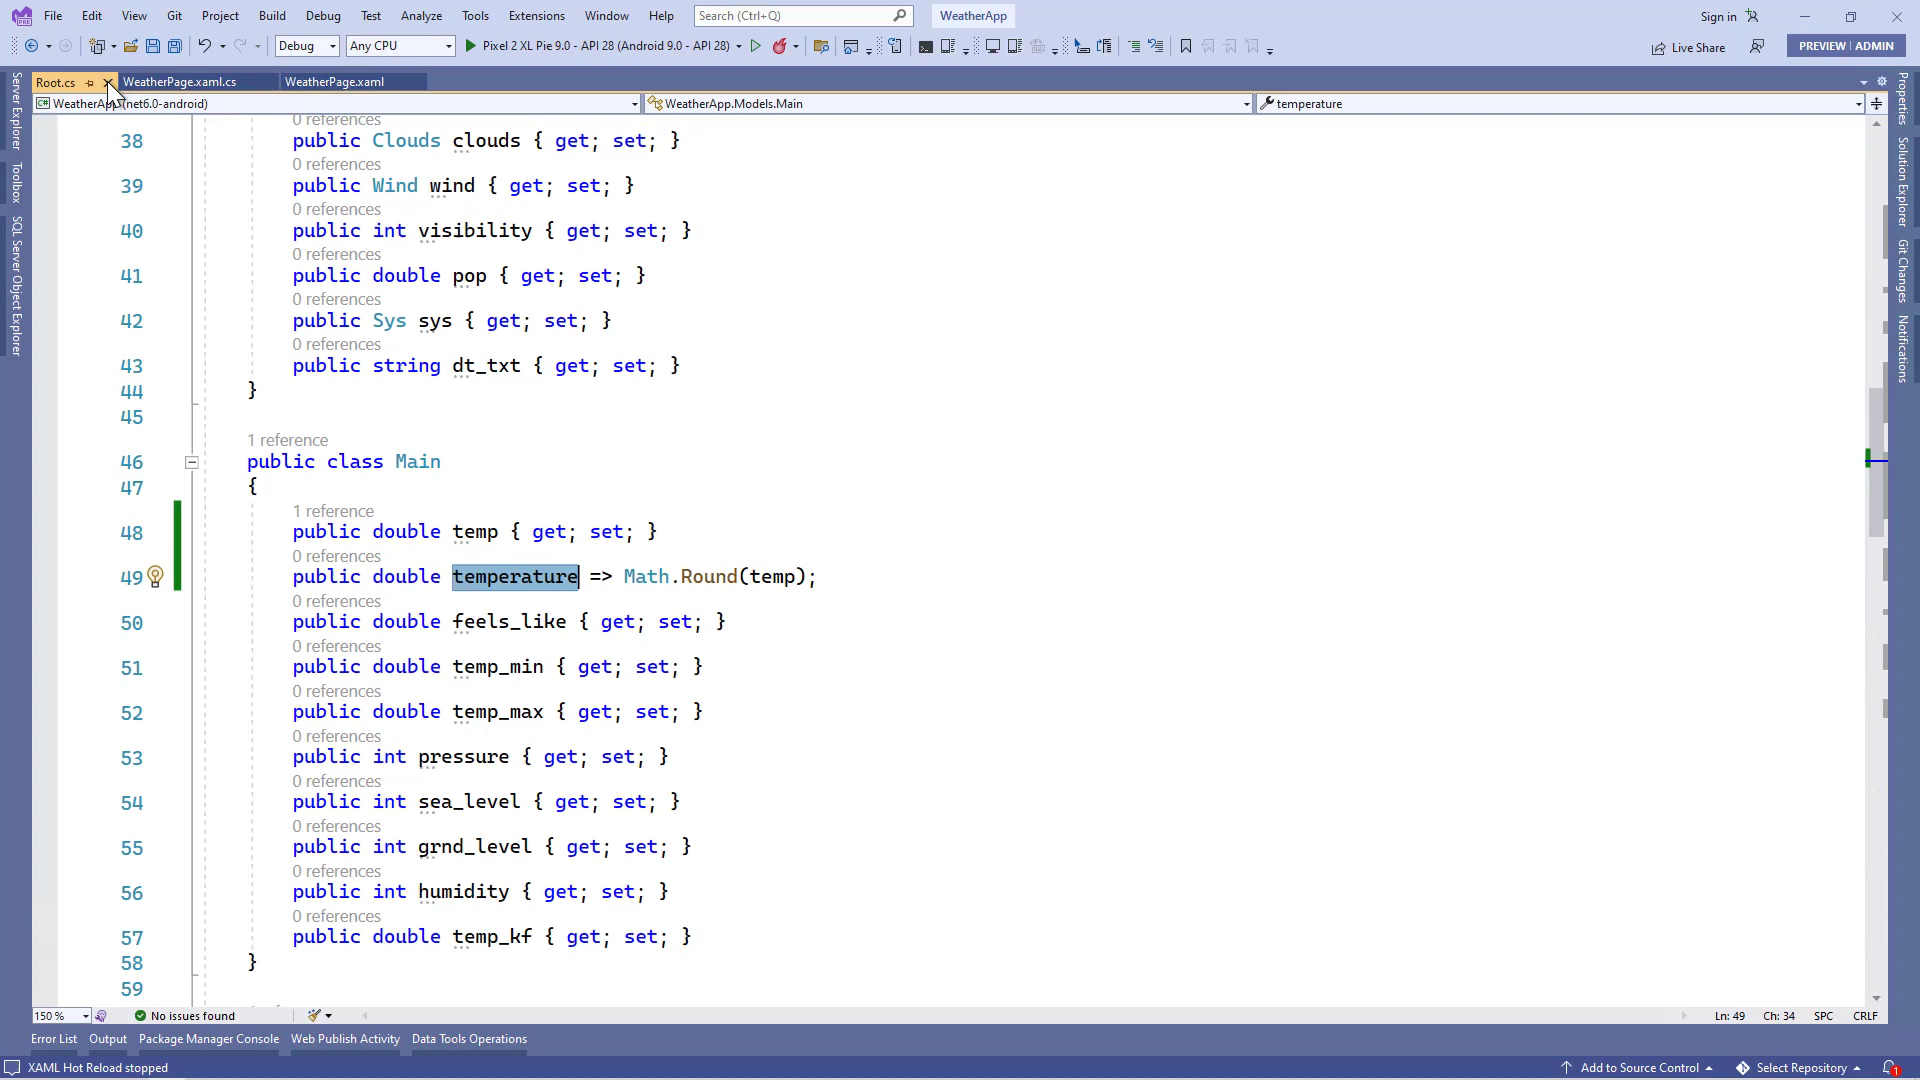 File Edit View Git Project Build Debug Test Analyze Tools Extensions Window Help Search (Ctrl+Q) WeatherApp Sign in
Debug Any CPU Pixel 2 XL Pie 9.0 - API 28 (Android 9.0 - API 28) Live Share PREVIEW | ADMIN
Root.cs WeatherPage.xaml.cs WeatherPage.xaml
(net6.0-android) WeatherApp.Models.Main temperature
0 references
38 public Clouds clouds { get; set; }
0 references
39 public Wind wind { get; set; }
0 references
40 public int visibility { get; set; }
0 references
41 public double pop { get; set; }
0 references
42 public Sys sys { get; set; }
0 references
43 public string dt_txt { get; set; }
44 }
45
1 reference
46 public class Main
47 {
1 reference
48 public double temp { get; set; }
0 references
49 public double temperature => Math.Round(temp);
0 references
50 public double feels_like { get; set; }
0 references
51 public double temp_min { get; set; }
0 references
52 public double temp_max { get; set; }
0 references
53 public int pressure { get; set; }
0 references
54 public int sea_level { get; set; }
0 references
55 public int grnd_level { get; set; }
0 references
56 public int humidity { get; set; }
0 references
57 public double temp_kf { get; set; }
58 }
59
150 % No issues found Ln: 49 Ch: 34 SPC CRLF
Error List Output Package Manager Console Web Publish Activity Data Tools Operations
XAML Hot Reload stopped Add to Source Control Select Repository 1
Server Explorer
Toolbox
SQL Server Object Explorer
Properties
Solution Explorer
Git Changes
Notifications